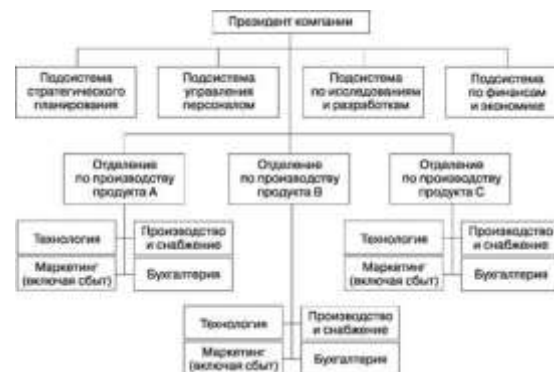 Президент компании
Подсистема
стратегического
планирования
Подсистема
управления
персоналом
Подсистема
по исследованиям
и разработкам
Подсистема
по финансам
и экономике
Отделение
по производству
продукта A
Отделение
по производству
продукта B
Отделение
по производству
продукта C
Технология
Производство
и снабжение
Маркетинг
(включая сбыт)
Бухгалтерия
Технология
Производство
и снабжение
Маркетинг
(включая сбыт)
Бухгалтерия
Технология
Производство
и снабжение
Маркетинг
(включая сбыт)
Бухгалтерия